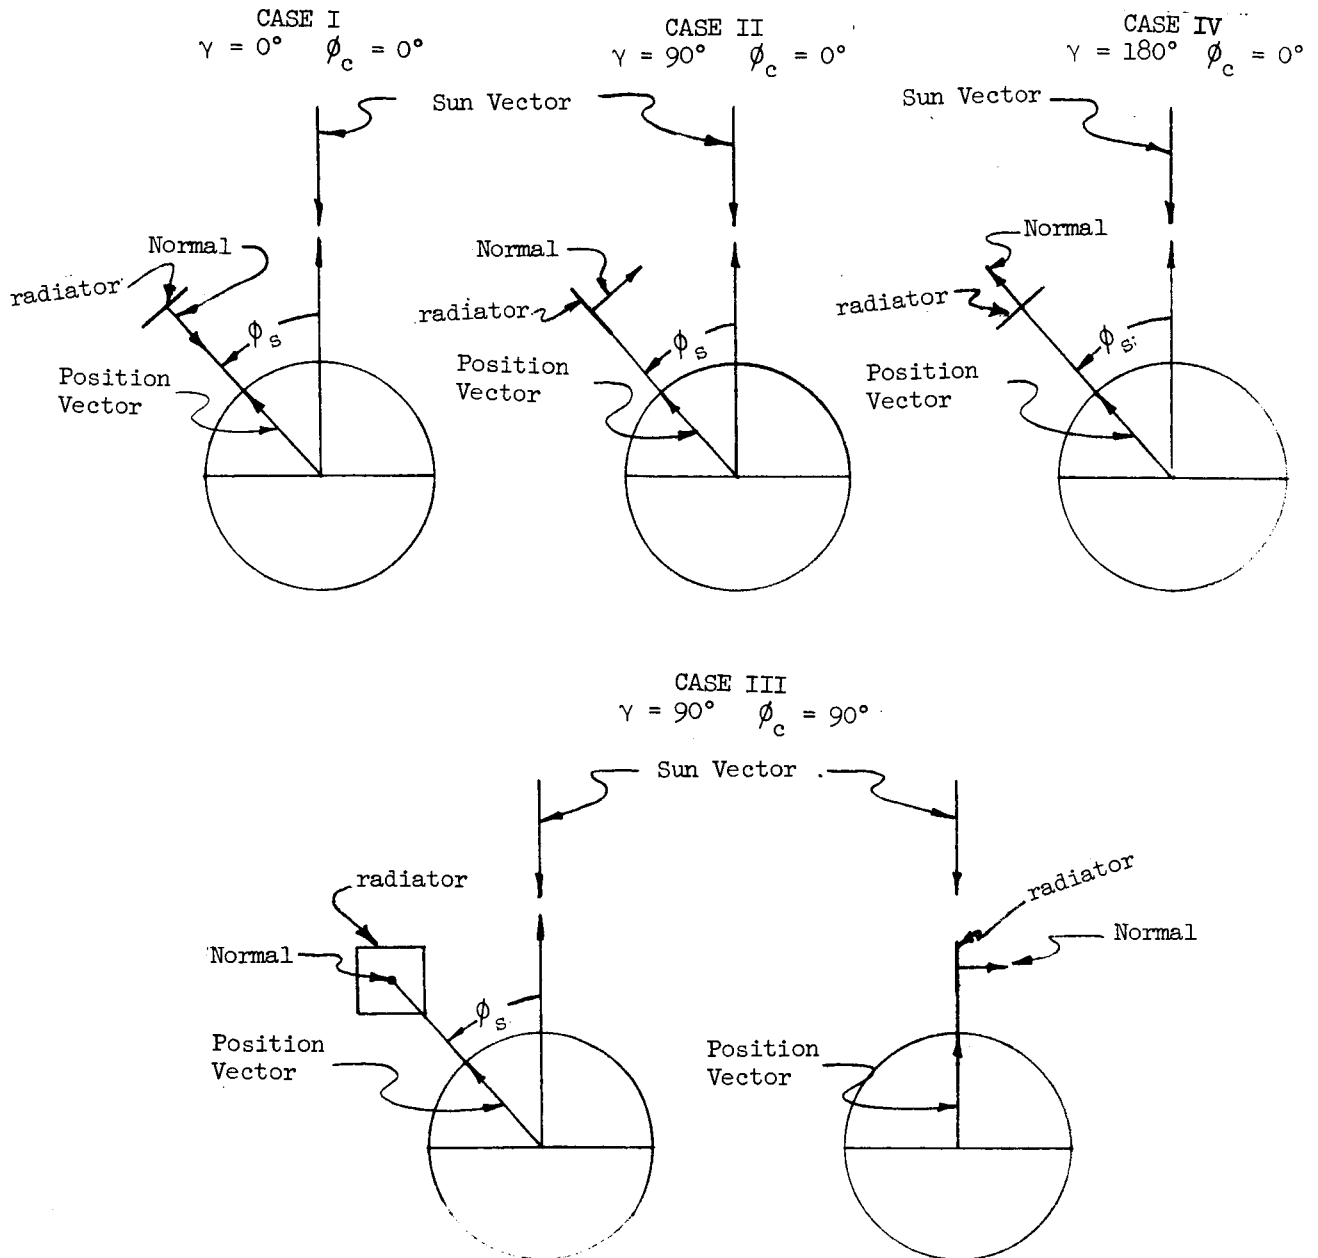 CASE I
γ = 0° ϕc = 0°
CASE II
γ = 90° ϕc = 0°
CASE IV
γ = 180° ϕc = 0°
Sun Vector
Sun Vector
Normal
radiator
ϕs
Position
Vector
Normal
radiator
ϕs
Position
Vector
Normal
radiator
ϕs
Position
Vector
CASE III
γ = 90° ϕc = 90°
Sun Vector
radiator
Normal
ϕs
Position
Vector
radiator
Normal
Position
Vector